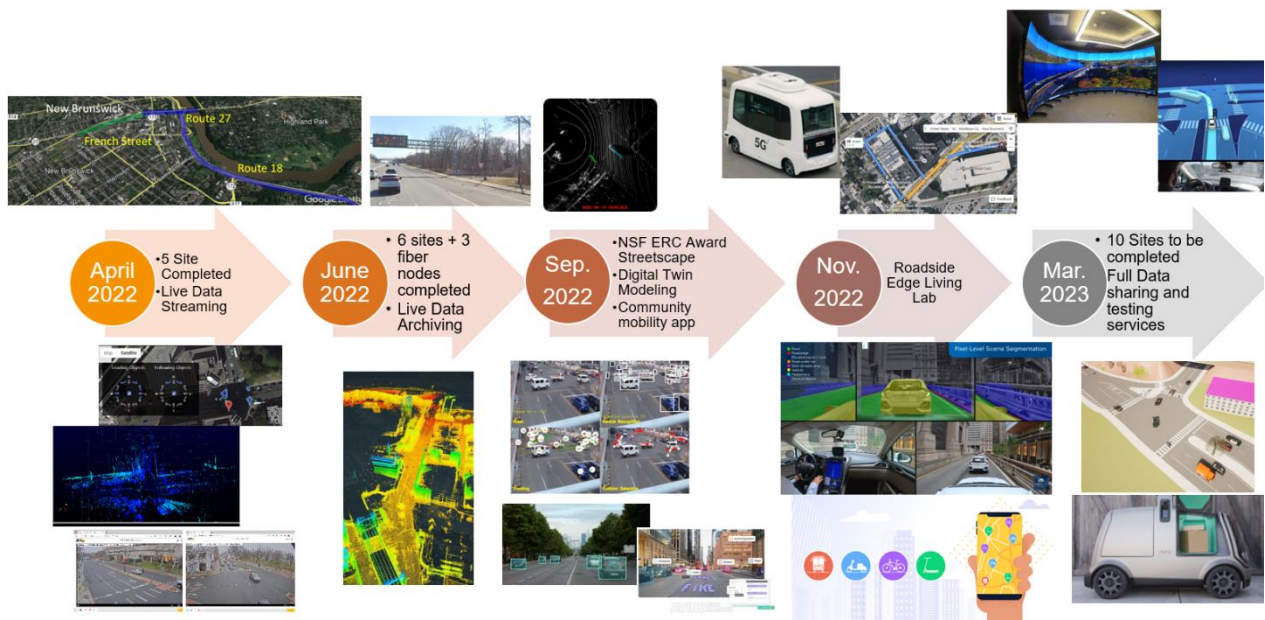 New Brunswick
Route 27
Highland Park
French Street
Route 18
New Brunswick
Google Earth
5G
April
2022
•5 Site
Completed
•Live Data
Streaming
June
2022
• 6 sites + 3
fiber
nodes
completed
• Live Data
Archiving
Sep.
2022
•NSF ERC Award
Streetscape
•Digital Twin
Modeling
•Community
mobility app
Nov.
2022
Roadside
Edge Living
Lab
Mar.
2023
• 10 Sites to be
completed
Full Data
sharing and
testing
services
Map
Satellite
Leading Objects
Following Objects
Pixel-Level Scene Segmentation